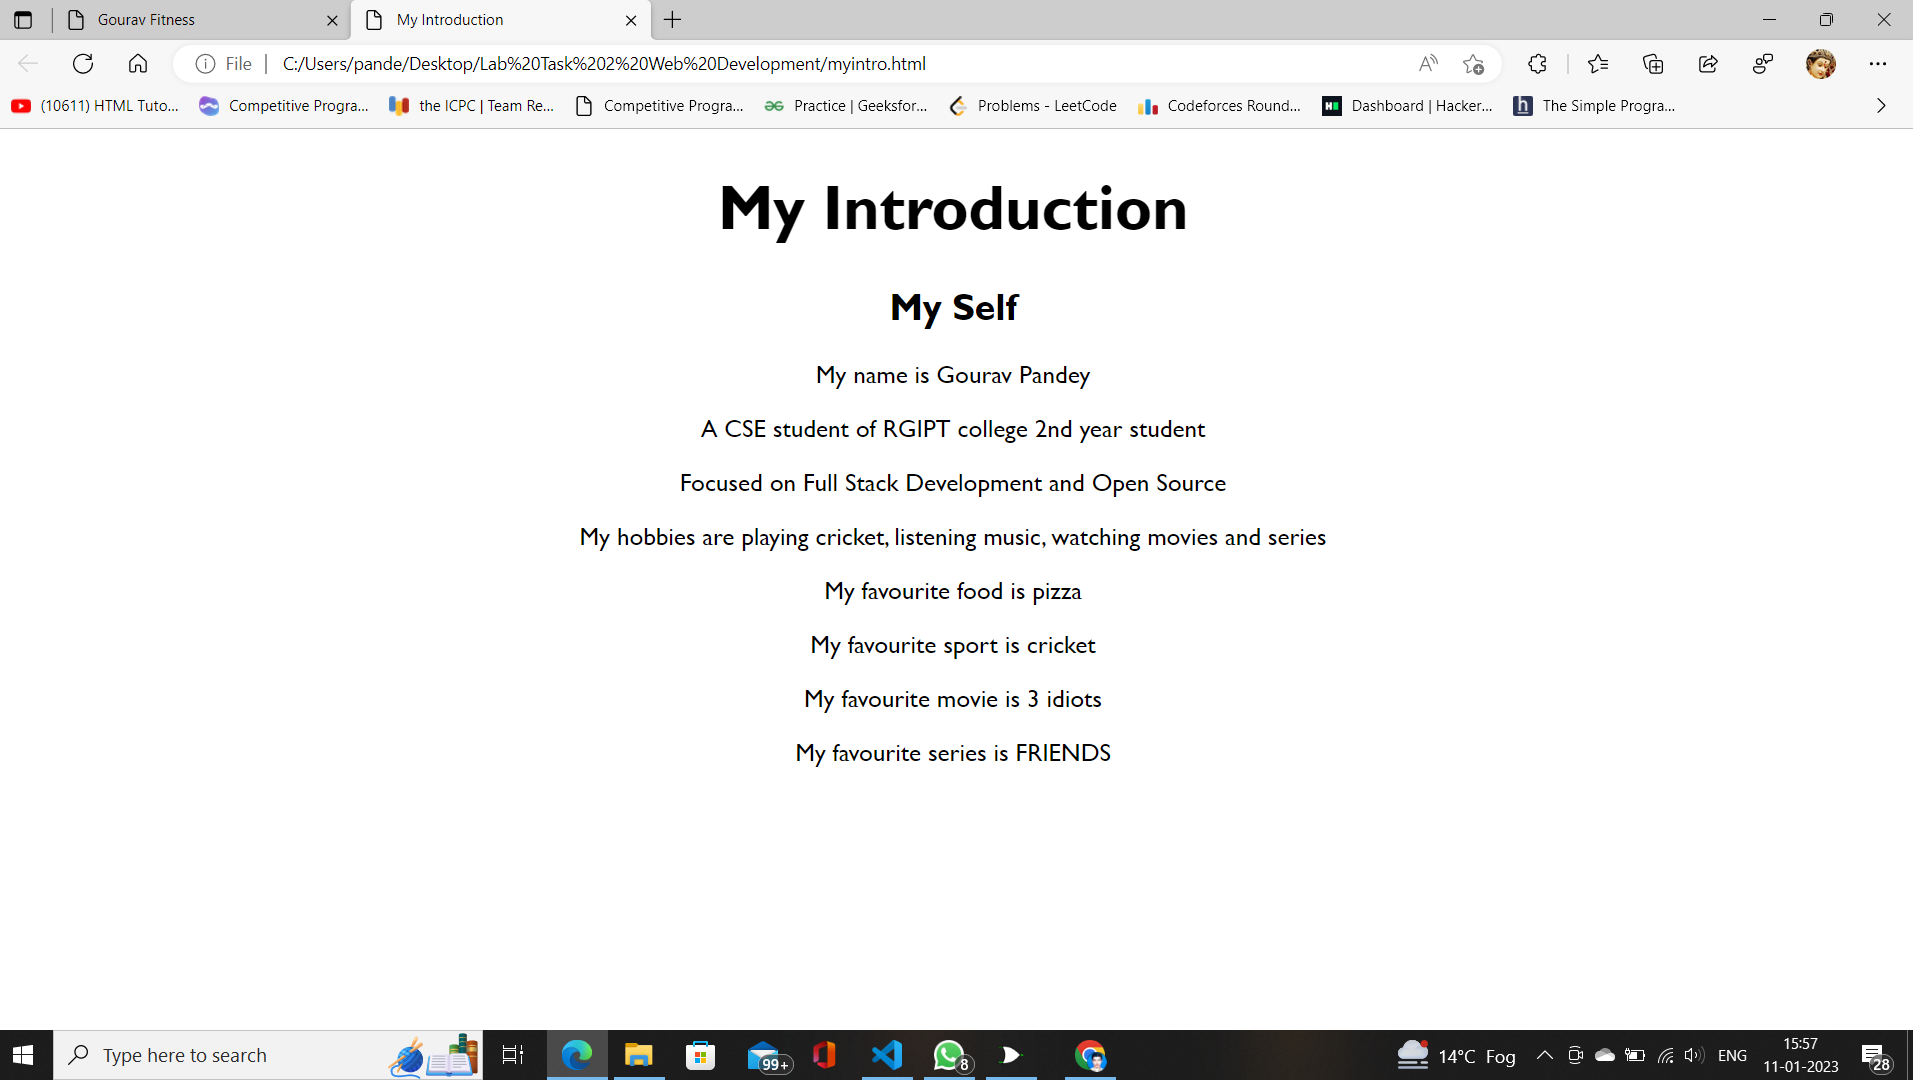 Gourav Fitness
My Introduction
File
C:/Users/pande/Desktop/Lab%20Task%202%20Web%20Development/myintro.html
(10611) HTML Tuto...
Competitive Progra...
the ICPC | Team Re...
Competitive Progra...
Practice | Geeksfor...
Problems - LeetCode
Codeforces Round...
Dashboard | Hacker...
The Simple Progra...
My Introduction
My Self
My name is Gourav Pandey
A CSE student of RGIPT college 2nd year student
Focused on Full Stack Development and Open Source
My hobbies are playing cricket, listening music, watching movies and series
My favourite food is pizza
My favourite sport is cricket
My favourite movie is 3 idiots
My favourite series is FRIENDS
Type here to search
99+
8
14°C Fog
ENG
15:57
11-01-2023
28